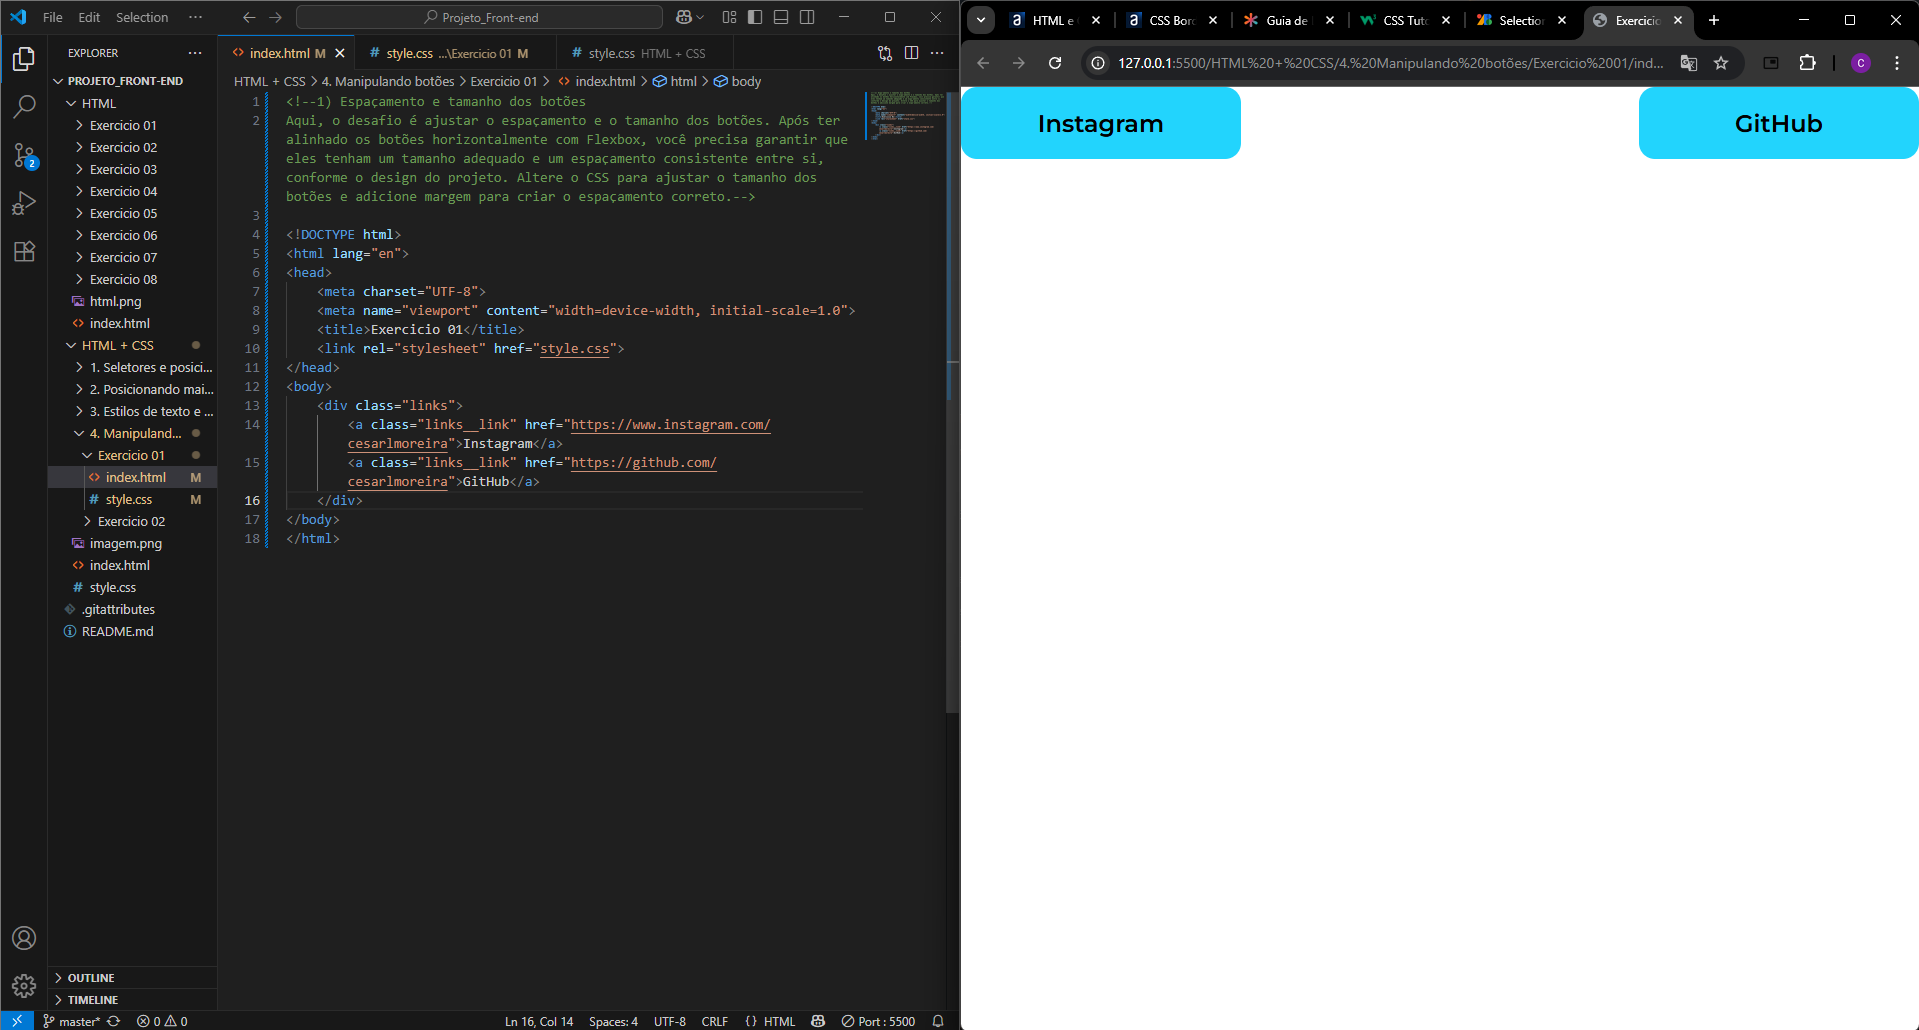 File Edit Selection ··· Projeto_Front-end
EXPLORER ···
PROJETO_FRONT-END
HTML
Exercicio 01
Exercicio 02
Exercicio 03
Exercicio 04
Exercicio 05
Exercicio 06
Exercicio 07
Exercicio 08
html.png
index.html
HTML + CSS
1. Seletores e posici...
2. Posicionando mai...
3. Estilos de texto e ...
4. Manipuland...
Exercicio 01
index.html M
style.css M
Exercicio 02
imagem.png
index.html
style.css
.gitattributes
README.md
OUTLINE
TIMELINE
2
index.html M style.css ...\Exercicio 01 M style.css HTML + CSS
HTML + CSS > 4. Manipulando botões > Exercicio 01 > index.html > html > body
1 <!--1) Espaçamento e tamanho dos botões
2 Aqui, o desafio é ajustar o espaçamento e o tamanho dos botões. Após ter
alinhado os botões horizontalmente com Flexbox, você precisa garantir que
eles tenham um tamanho adequado e um espaçamento consistente entre si,
conforme o design do projeto. Altere o CSS para ajustar o tamanho dos
botões e adicione margem para criar o espaçamento correto.-->
3
4 <!DOCTYPE html>
5 <html lang="en">
6 <head>
7 <meta charset="UTF-8">
8 <meta name="viewport" content="width=device-width, initial-scale=1.0">
9 <title>Exercicio 01</title>
10 <link rel="stylesheet" href="style.css">
11 </head>
12 <body>
13 <div class="links">
14 <a class="links__link" href="https://www.instagram.com/
cesarlmoreira">Instagram</a>
15 <a class="links__link" href="https://github.com/
cesarlmoreira">GitHub</a>
16 </div>
17 </body>
18 </html>
master* 0 0 Ln 16, Col 14 Spaces: 4 UTF-8 CRLF {} HTML Port : 5500
HTML e CSS Bor Guia de CSS Tut Selection Exercicio
127.0.0.1:5500/HTML%20+%20CSS/4.%20Manipulando%20botões/Exercicio%2001/ind... C
Instagram GitHub